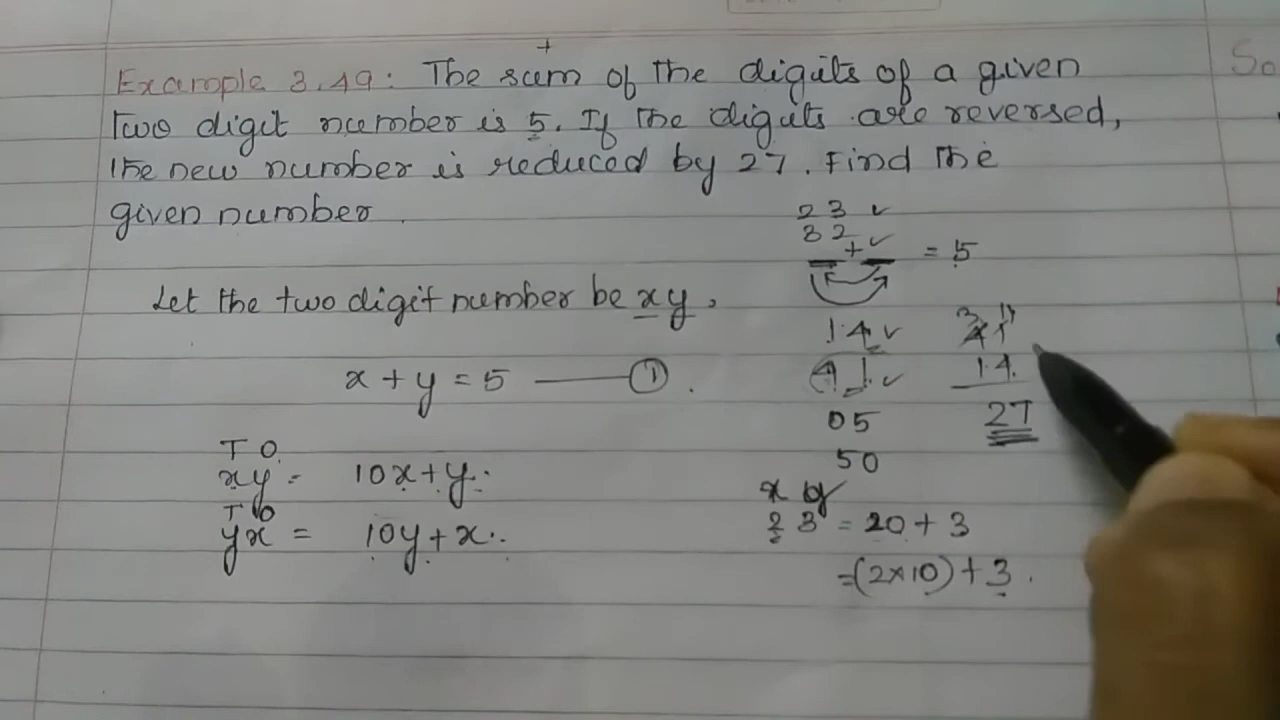 Example 3.49: The sum of the digits of a given
+
two digit number is 5. If the digits are reversed,
the new number is reduced by 27. Find the
given number.
23 ✓
32 ✓
+ = 5
Let the two digit number be xy,
14 ✓
41 ✓
05
50
3 11
41
14
27
x + y = 5 —— ①.
T O
xy = 10x + y.
T O
yx = 10y + x.
x y
23 = 20 + 3
= (2×10) + 3.
So